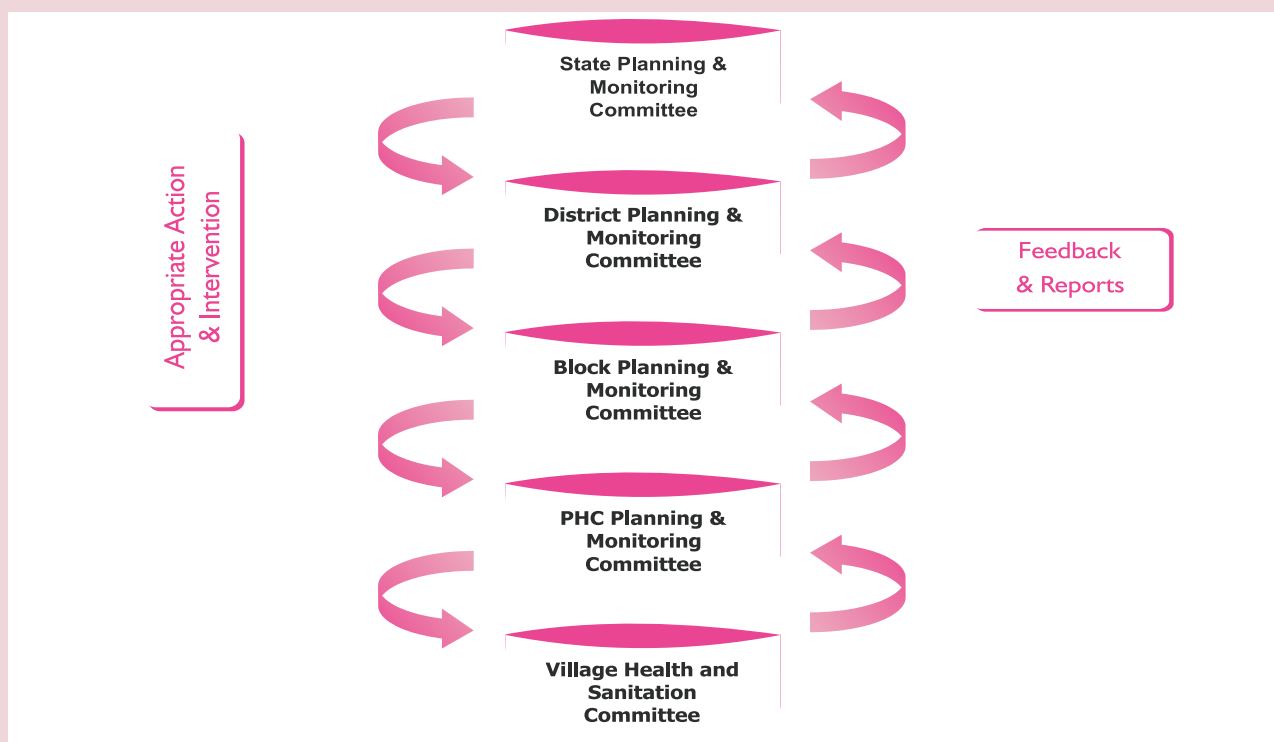 State Planning &
Monitoring
Committee
Appropriate Action
& Intervention
District Planning &
Monitoring
Committee
Feedback
& Reports
Block Planning &
Monitoring
Committee
PHC Planning &
Monitoring
Committee
Village Health and
Sanitation
Committee